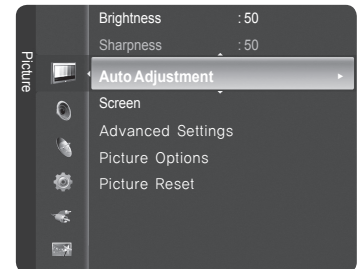 Picture
Brightness : 50
Sharpness : 50
Auto Adjustment
Screen
Advanced Settings
Picture Options
Picture Reset